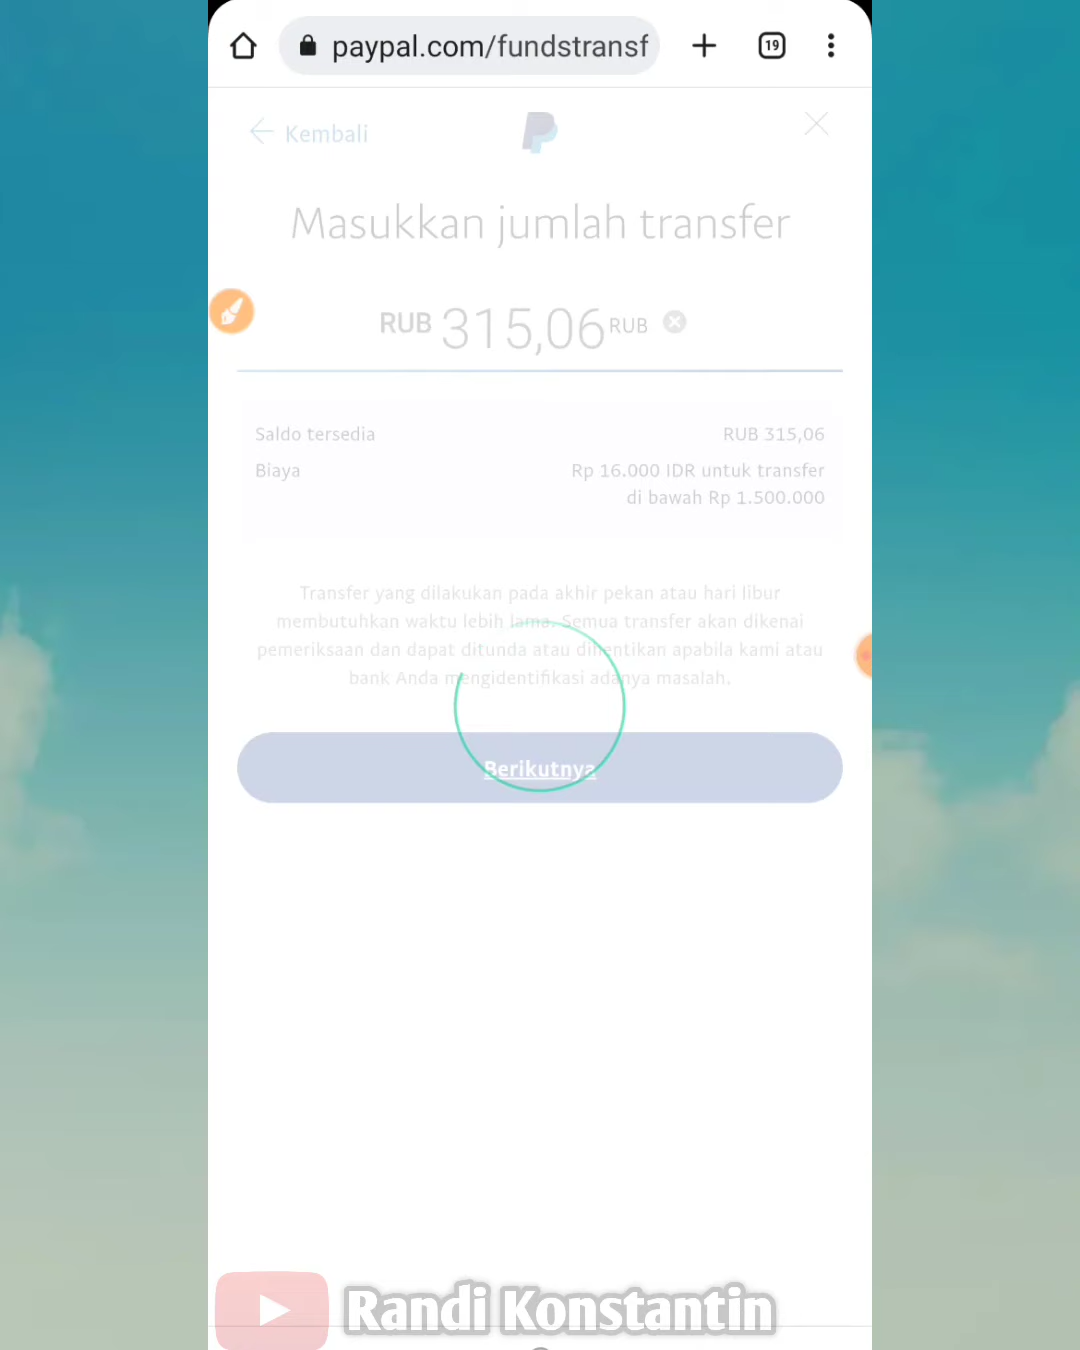 paypal.com/fundstransf
19
Kembali
Masukkan jumlah transfer
RUB 315,06 RUB
Saldo tersedia RUB 315,06
Biaya Rp 16.000 IDR untuk transfer
di bawah Rp 1.500.000
Transfer yang dilakukan pada akhir pekan atau hari libur
membutuhkan waktu lebih lama. Semua transfer akan dikenai
pemeriksaan dan dapat ditunda atau dihentikan apabila kami atau
bank Anda mengidentifikasi adanya masalah.
Berikutnya
Randi Konstantin